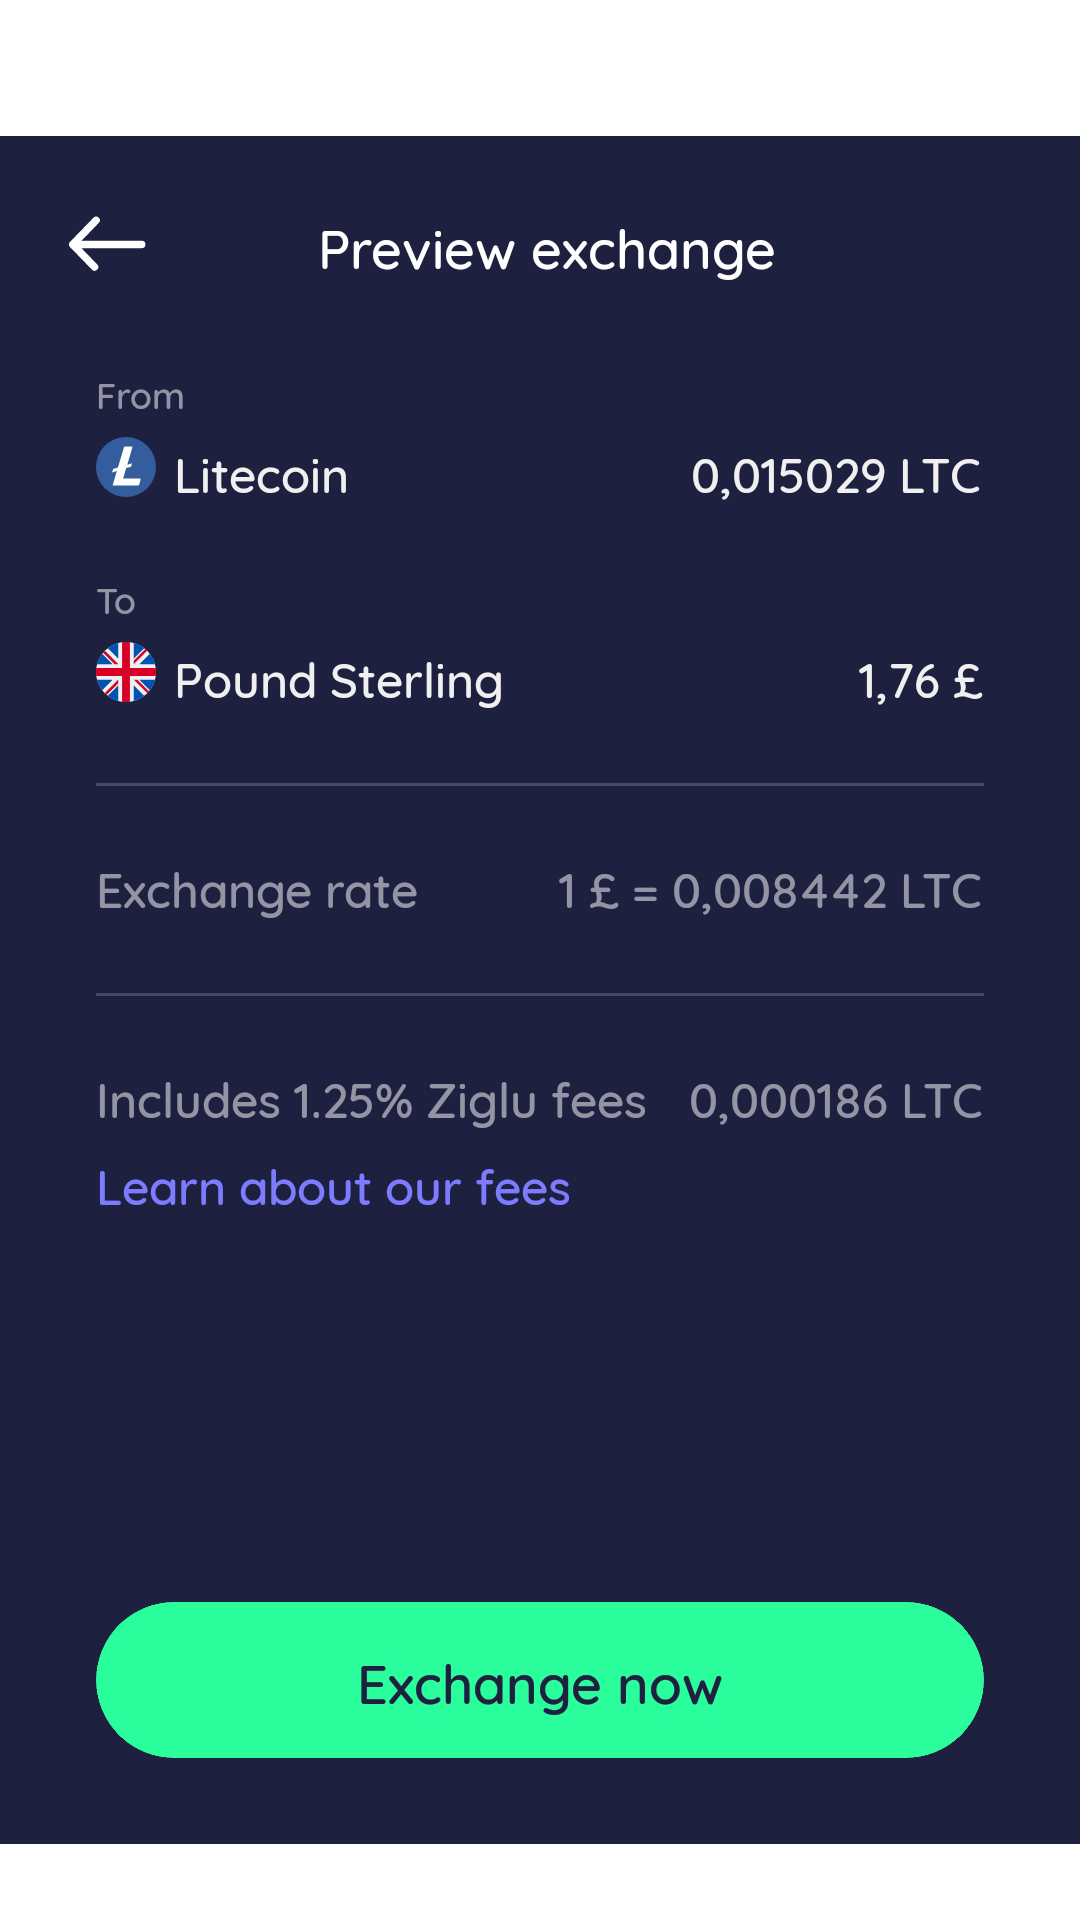 Preview exchange
From
Litecoin 0,015029 LTC
To
Pound Sterling 1,76 £
Exchange rate 1 £ = 0,008442 LTC
Includes 1.25% Ziglu fees 0,000186 LTC
Learn about our fees
Exchange now